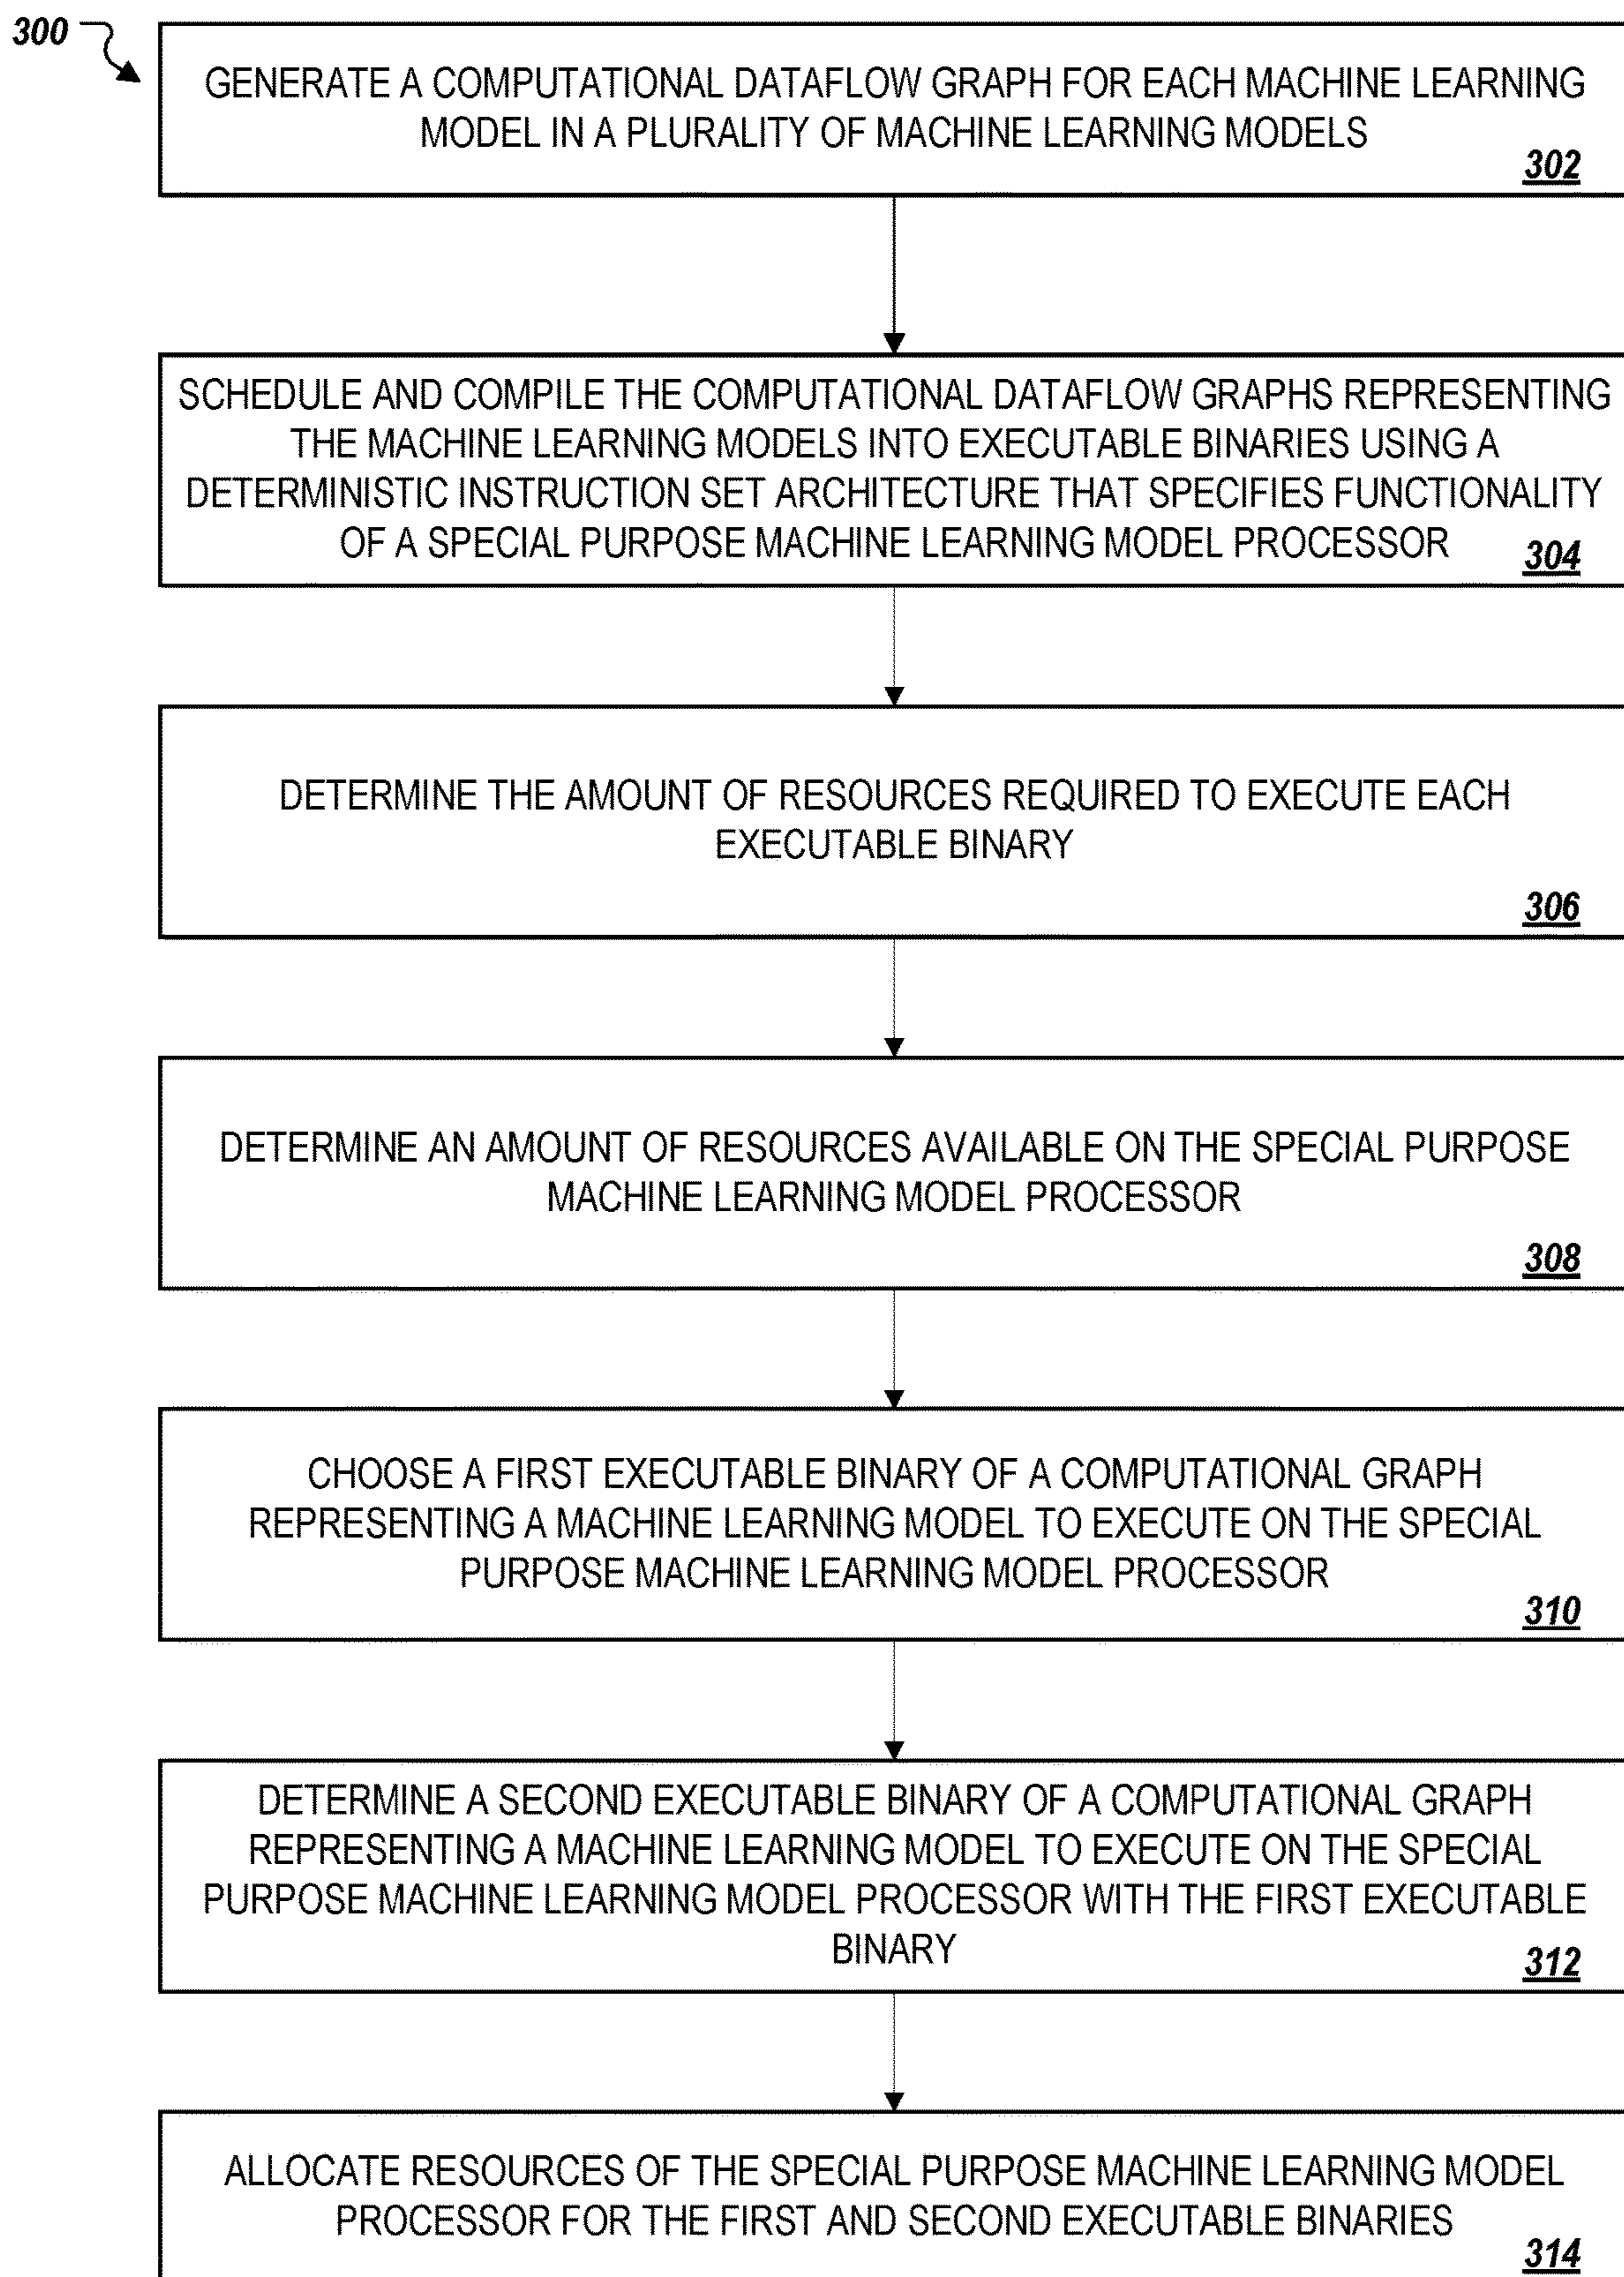 300
GENERATE A COMPUTATIONAL DATAFLOW GRAPH FOR EACH MACHINE LEARNING
MODEL IN A PLURALITY OF MACHINE LEARNING MODELS
302
SCHEDULE AND COMPILE THE COMPUTATIONAL DATAFLOW GRAPHS REPRESENTING
THE MACHINE LEARNING MODELS INTO EXECUTABLE BINARIES USING A
DETERMINISTIC INSTRUCTION SET ARCHITECTURE THAT SPECIFIES FUNCTIONALITY
OF A SPECIAL PURPOSE MACHINE LEARNING MODEL PROCESSOR
304
DETERMINE THE AMOUNT OF RESOURCES REQUIRED TO EXECUTE EACH
EXECUTABLE BINARY
306
DETERMINE AN AMOUNT OF RESOURCES AVAILABLE ON THE SPECIAL PURPOSE
MACHINE LEARNING MODEL PROCESSOR
308
CHOOSE A FIRST EXECUTABLE BINARY OF A COMPUTATIONAL GRAPH
REPRESENTING A MACHINE LEARNING MODEL TO EXECUTE ON THE SPECIAL
PURPOSE MACHINE LEARNING MODEL PROCESSOR
310
DETERMINE A SECOND EXECUTABLE BINARY OF A COMPUTATIONAL GRAPH
REPRESENTING A MACHINE LEARNING MODEL TO EXECUTE ON THE SPECIAL
PURPOSE MACHINE LEARNING MODEL PROCESSOR WITH THE FIRST EXECUTABLE
BINARY
312
ALLOCATE RESOURCES OF THE SPECIAL PURPOSE MACHINE LEARNING MODEL
PROCESSOR FOR THE FIRST AND SECOND EXECUTABLE BINARIES
314